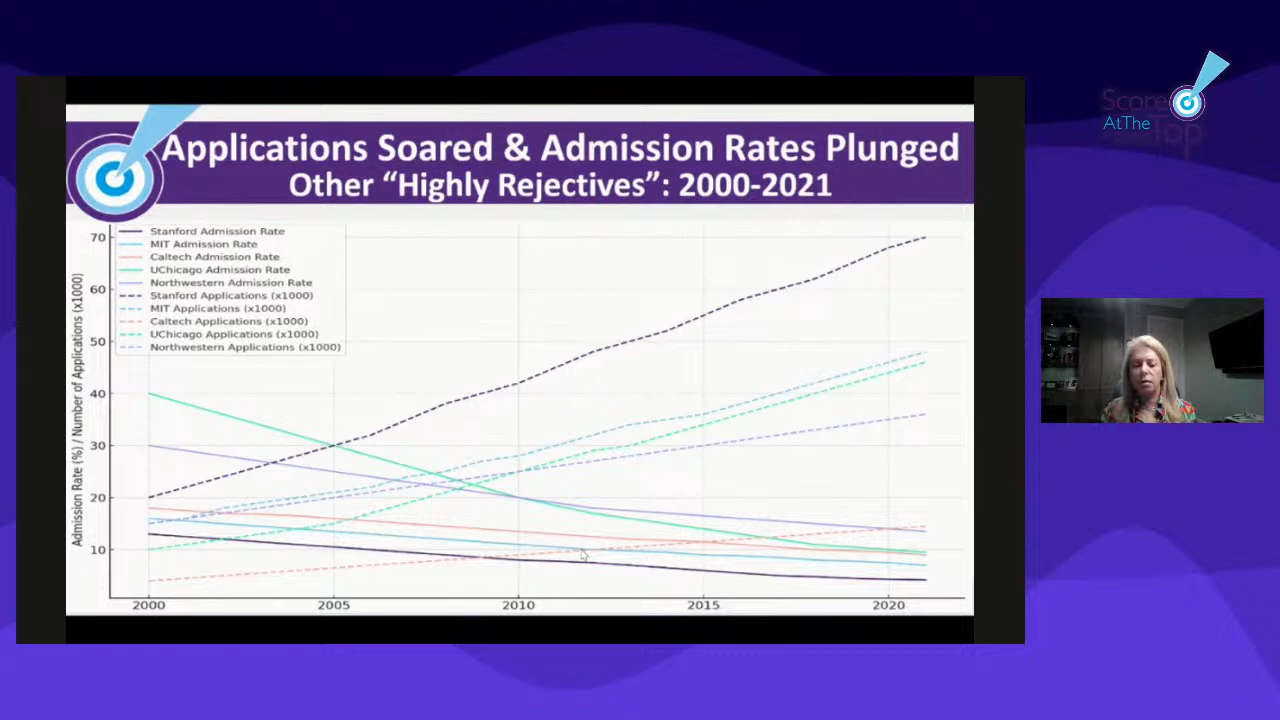 Score
AtThe
Top
Applications Soared & Admission Rates Plunged
Other “Highly Rejectives”: 2000-2021
Stanford Admission Rate
MIT Admission Rate
Caltech Admission Rate
UChicago Admission Rate
Northwestern Admission Rate
Stanford Applications (x1000)
MIT Applications (x1000)
Caltech Applications (x1000)
UChicago Applications (x1000)
Northwestern Applications (x1000)
Admission Rate (%) / Number of Applications (x1000)
70
60
50
40
30
20
10
2000
2005
2010
2015
2020